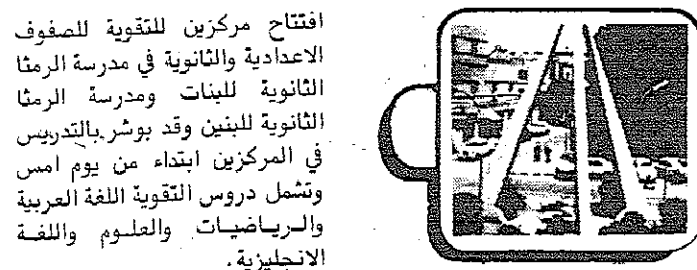 افتتاح مركزين للتقوية للصفوف
الاعدادية والثانوية في مدرسة الرمثا
الثانوية للبنات ومدرسة الرمثا
الثانوية للبنين وقد بوشر بالتدريس
في المركزين ابتداء من يوم امس
وتشمل دروس التقوية اللغة العربية
والرياضيات والعلوم واللغة
الانجليزية.